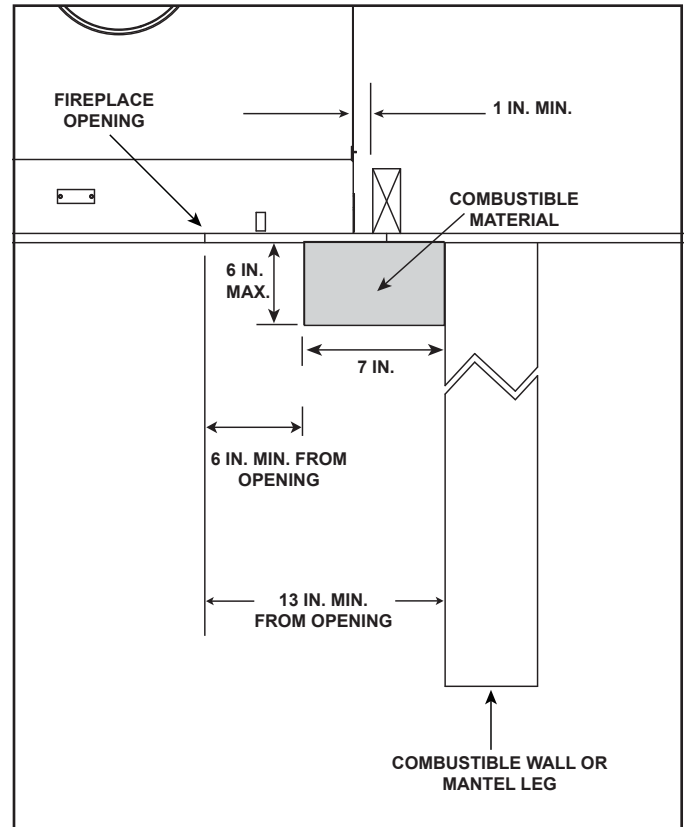 FIREPLACE
OPENING
1 IN. MIN.
COMBUSTIBLE
MATERIAL
6 IN.
MAX.
7 IN.
6 IN. MIN. FROM
OPENING
13 IN. MIN.
FROM OPENING
COMBUSTIBLE WALL OR
MANTEL LEG